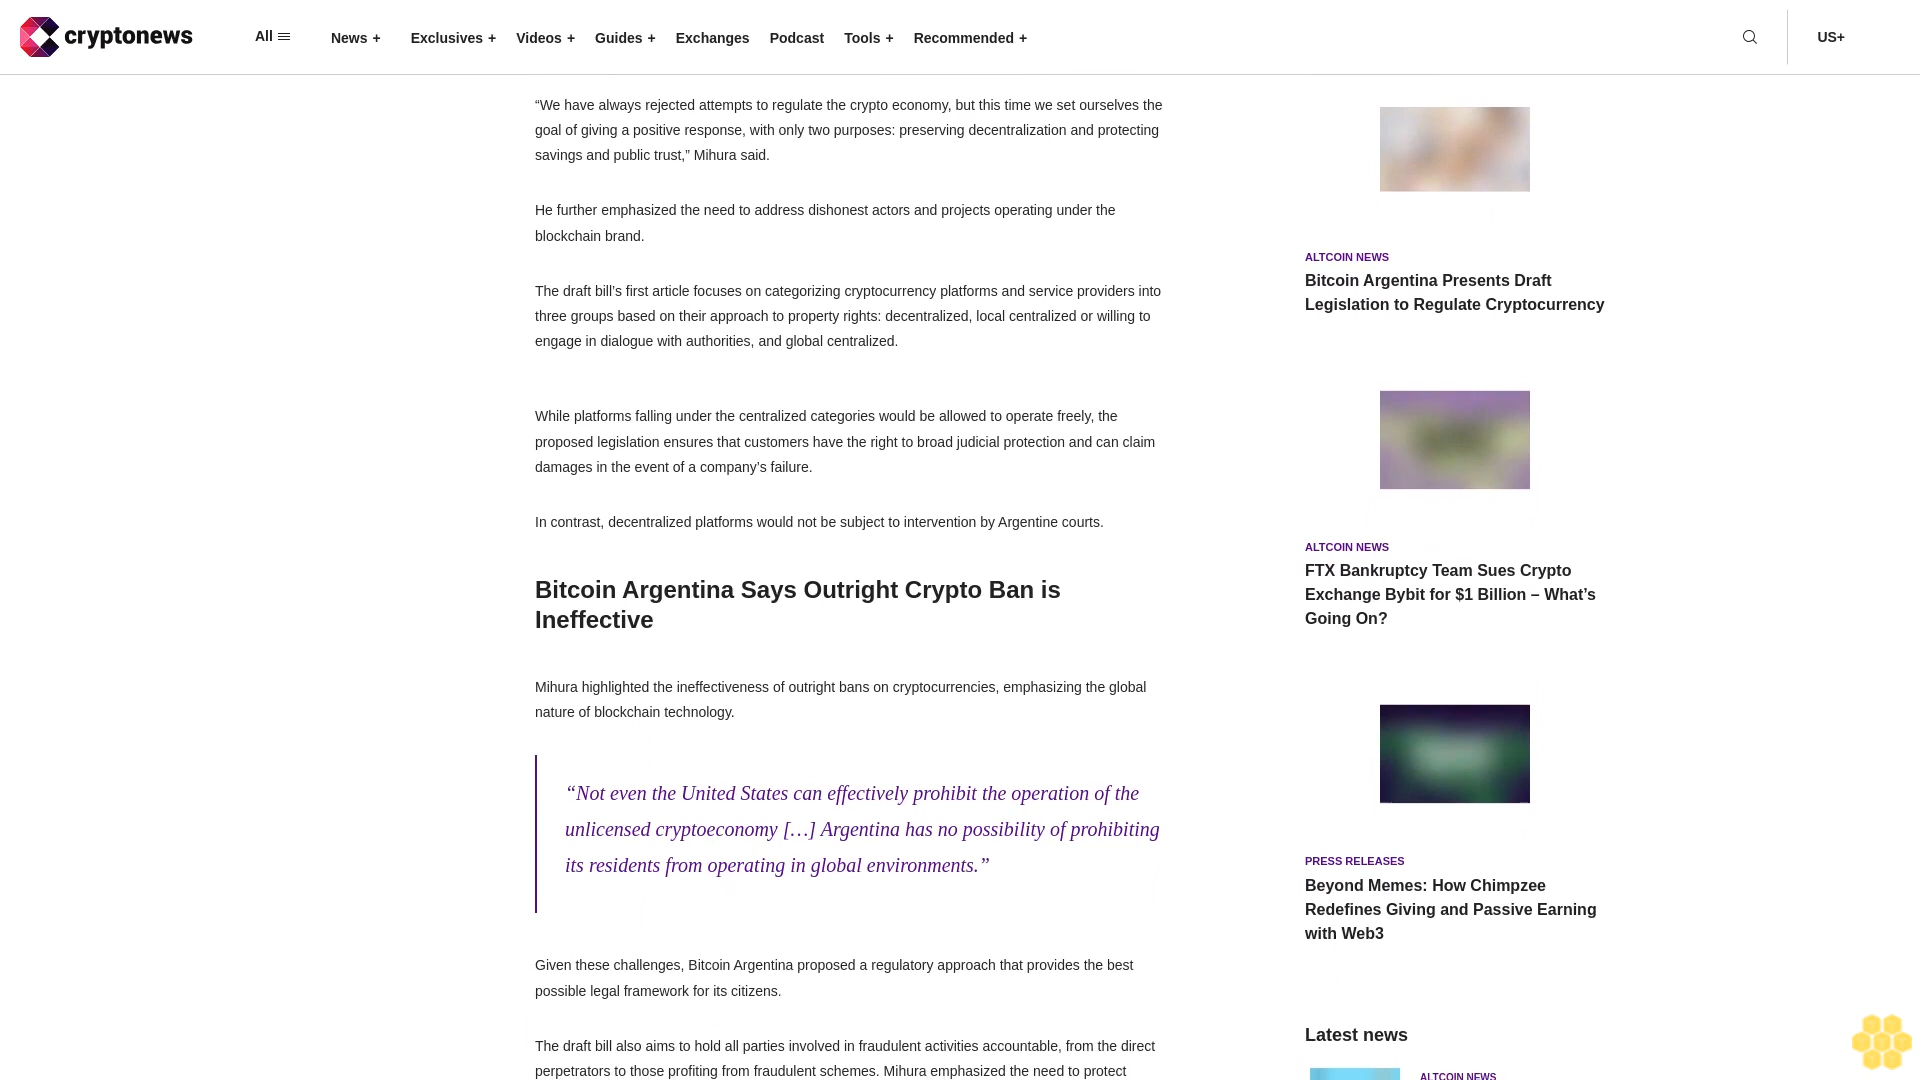 cryptonews
All
News +
Exclusives +
Videos +
Guides +
Exchanges
Podcast
Tools +
Recommended +
US+
“We have always rejected attempts to regulate the crypto economy, but this time we set ourselves the
goal of giving a positive response, with only two purposes: preserving decentralization and protecting
savings and public trust,” Mihura said.
He further emphasized the need to address dishonest actors and projects operating under the
blockchain brand.
The draft bill’s first article focuses on categorizing cryptocurrency platforms and service providers into
three groups based on their approach to property rights: decentralized, local centralized or willing to
engage in dialogue with authorities, and global centralized.
While platforms falling under the centralized categories would be allowed to operate freely, the
proposed legislation ensures that customers have the right to broad judicial protection and can claim
damages in the event of a company’s failure.
In contrast, decentralized platforms would not be subject to intervention by Argentine courts.
Bitcoin Argentina Says Outright Crypto Ban is
Ineffective
Mihura highlighted the ineffectiveness of outright bans on cryptocurrencies, emphasizing the global
nature of blockchain technology.
“Not even the United States can effectively prohibit the operation of the
unlicensed cryptoeconomy […] Argentina has no possibility of prohibiting
its residents from operating in global environments.”
Given these challenges, Bitcoin Argentina proposed a regulatory approach that provides the best
possible legal framework for its citizens.
The draft bill also aims to hold all parties involved in fraudulent activities accountable, from the direct
perpetrators to those profiting from fraudulent schemes. Mihura emphasized the need to protect
ALTCOIN NEWS
Bitcoin Argentina Presents Draft
Legislation to Regulate Cryptocurrency
ALTCOIN NEWS
FTX Bankruptcy Team Sues Crypto
Exchange Bybit for $1 Billion – What’s
Going On?
PRESS RELEASES
Beyond Memes: How Chimpzee
Redefines Giving and Passive Earning
with Web3
Latest news
ALTCOIN NEWS